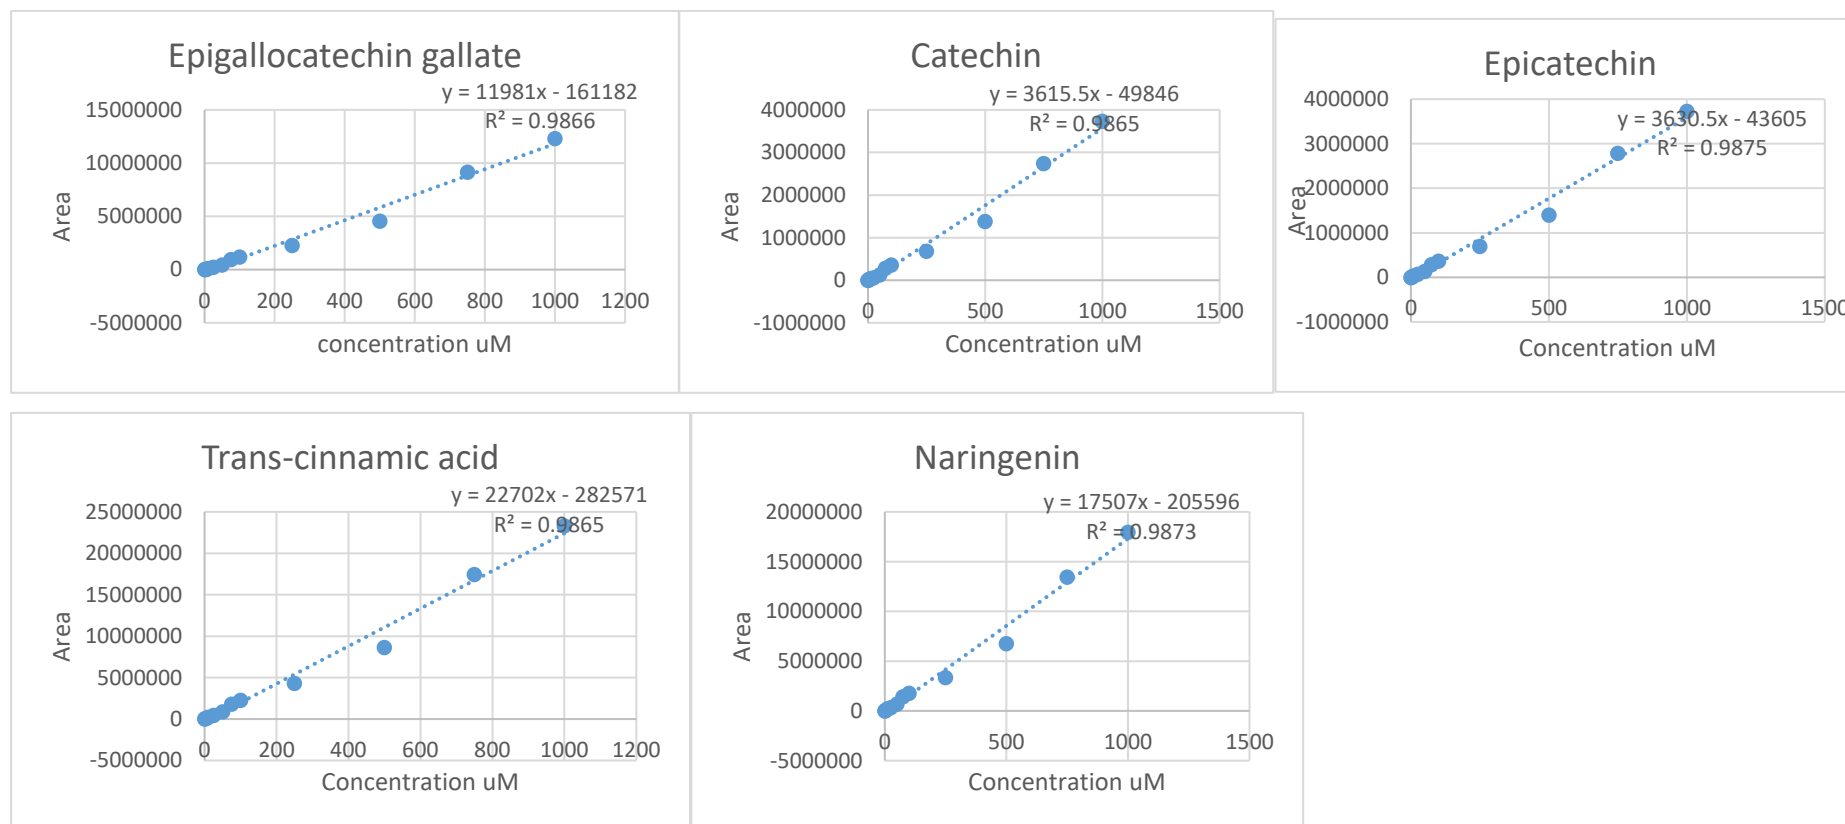 Epigallocatechin gallate
y = 11981x - 161182
R² = 0.9866
15000000
10000000
5000000
0
-5000000
0 200 400 600 800 1000 1200
Area
concentration uM
Catechin
y = 3615.5x - 49846
R² = 0.9865
4000000
3000000
2000000
1000000
0
-1000000
0 500 1000 1500
Area
Concentration uM
Epicatechin
y = 3630.5x - 43605
R² = 0.9875
4000000
3000000
2000000
1000000
0
-1000000
0 500 1000 1500
Area
Concentration uM
Trans-cinnamic acid
y = 22702x - 282571
R² = 0.9865
25000000
20000000
15000000
10000000
5000000
0
-5000000
0 200 400 600 800 1000 1200
Area
Concentration uM
Naringenin
y = 17507x - 205596
R² = 0.9873
20000000
15000000
10000000
5000000
0
-5000000
0 500 1000 1500
Area
Concentration uM